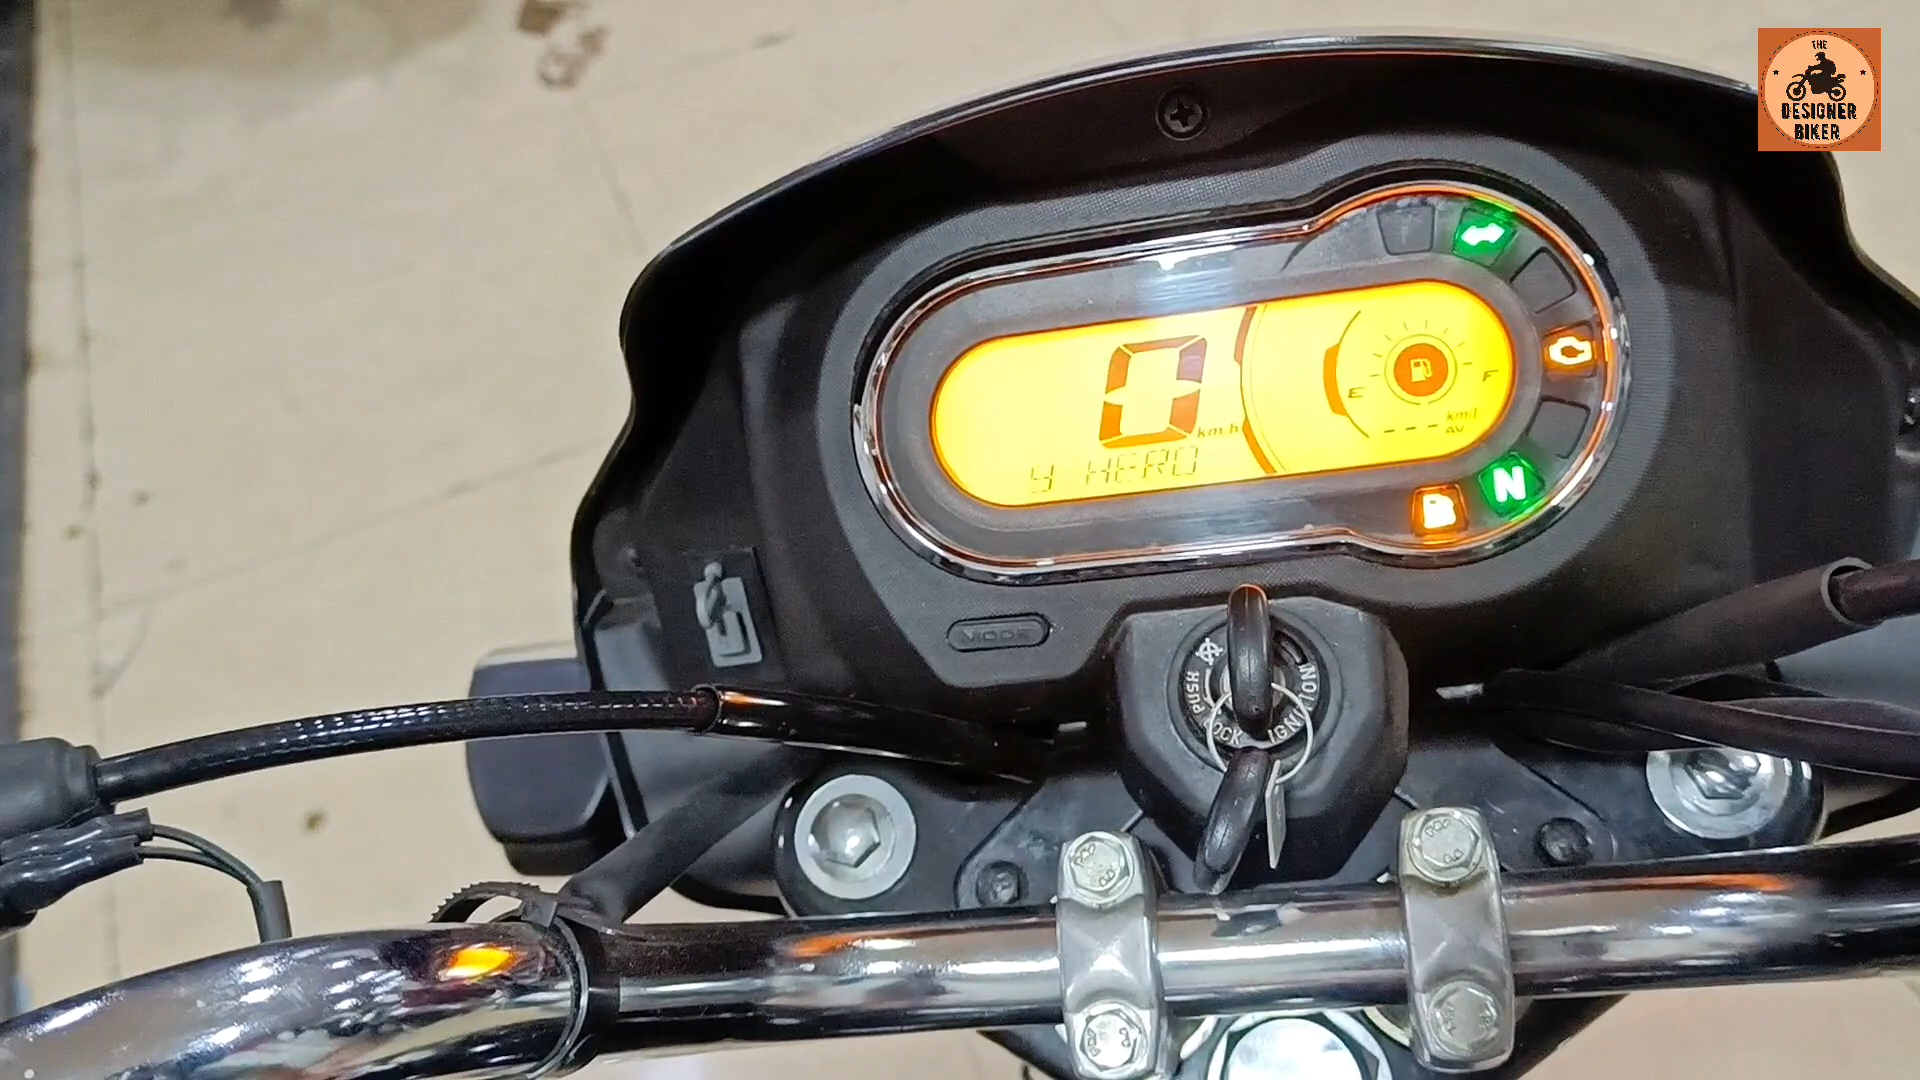 THE
DESIGNER
BIKER
0
km/h
Y HERO
E
F
km/l
AV
---
N
MODE
PUSH
LOCK
IGNITION